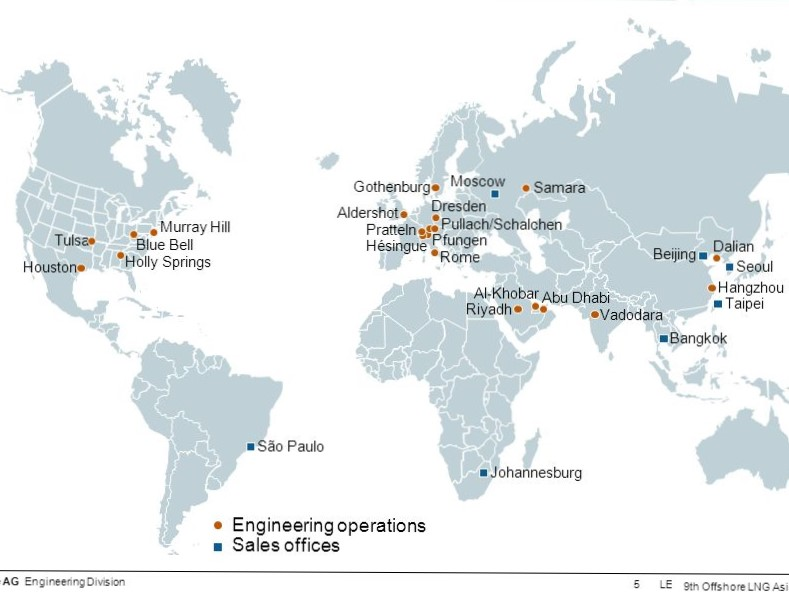 Gothenburg
Moscow
Samara
Aldershot
Dresden
Pratteln
Pullach/Schalchen
Hésingue
Pfungen
Rome
Murray Hill
Tulsa
Blue Bell
Holly Springs
Houston
Beijing
Dalian
Seoul
Al-Khobar
Abu Dhabi
Riyadh
Vadodara
Hangzhou
Taipei
Bangkok
São Paulo
Johannesburg
Engineering operations
Sales offices
AG Engineering Division
5 LE 9th Offshore LNG Asi